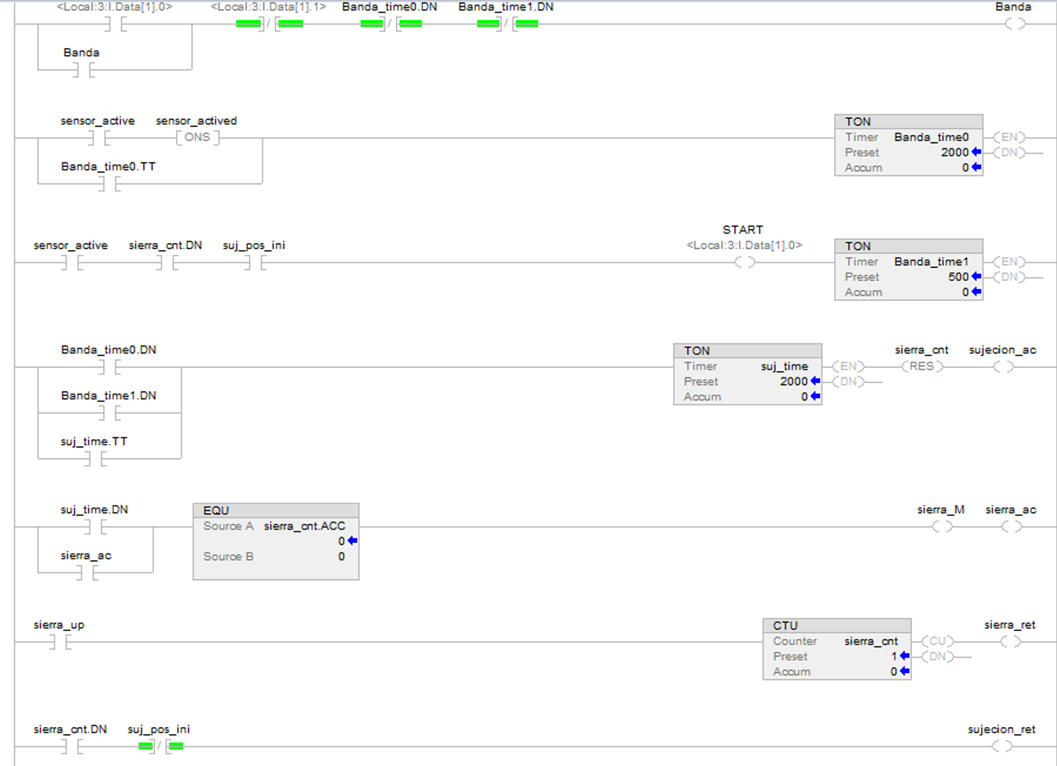 <Local:3:I.Data[1].0> <Local:3:I.Data[1].1> Banda_time0.DN Banda_time1.DN Banda
Banda
sensor_active sensor_actived
ONS
TON
Timer Banda_time0 EN
Preset 2000 DN
Accum 0
Banda_time0.TT
START
<Local:3:I.Data[1].0>
sensor_active sierra_cnt.DN suj_pos_ini
TON
Timer Banda_time1 EN
Preset 500 DN
Accum 0
Banda_time0.DN
Banda_time1.DN
suj_time.TT
TON
Timer suj_time EN
Preset 2000 DN
Accum 0
sierra_cnt sujecion_ac
RES
suj_time.DN
sierra_ac
EQU
Source A sierra_cnt.ACC
0
Source B 0
sierra_M sierra_ac
sierra_up
CTU
Counter sierra_cnt CU
Preset 1 DN
Accum 0
sierra_ret
sierra_cnt.DN suj_pos_ini sujecion_ret